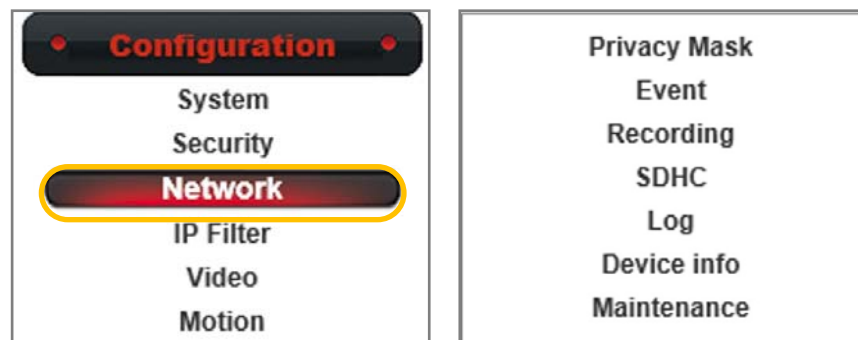 Configuration
System
Security
Network
IP Filter
Video
Motion
Privacy Mask
Event
Recording
SDHC
Log
Device info
Maintenance